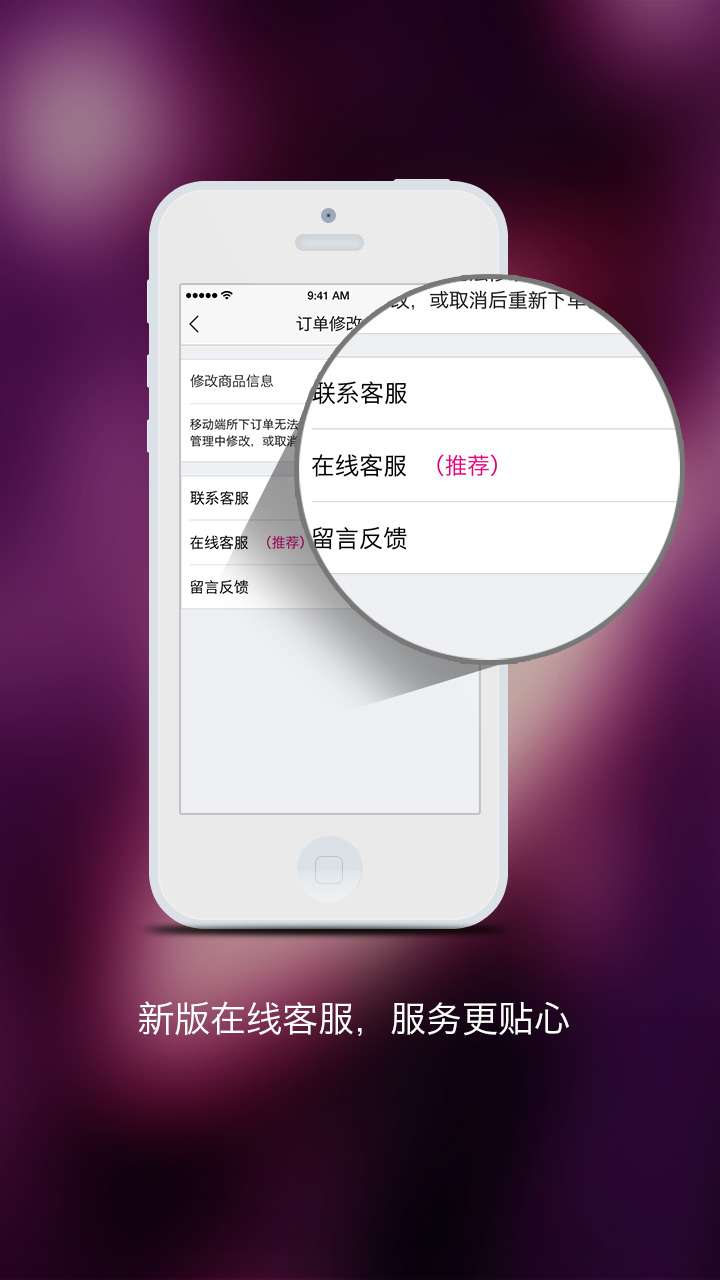 9:41 AM
订单修改
修改商品信息
移动端所下订单无法
管理中修改，或取消
联系客服
在线客服 （推荐）
留言反馈
改，或取消后重新下单
联系客服
在线客服 （推荐）
留言反馈
新版在线客服，服务更贴心